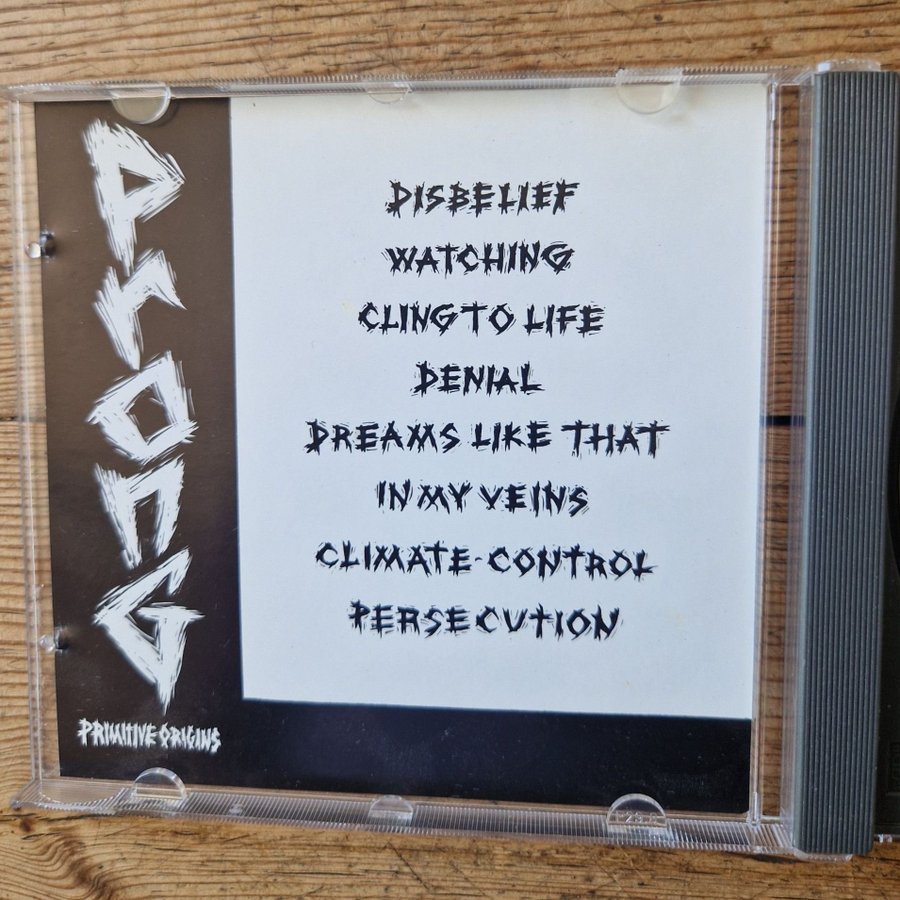 PRONG
PRIMITIVE ORIGINS
DISBELIEF
WATCHING
CLING TO LIFE
DENIAL
DREAMS LIKE THAT
IN MY VEINS
CLIMATE-CONTROL
PERSECUTION